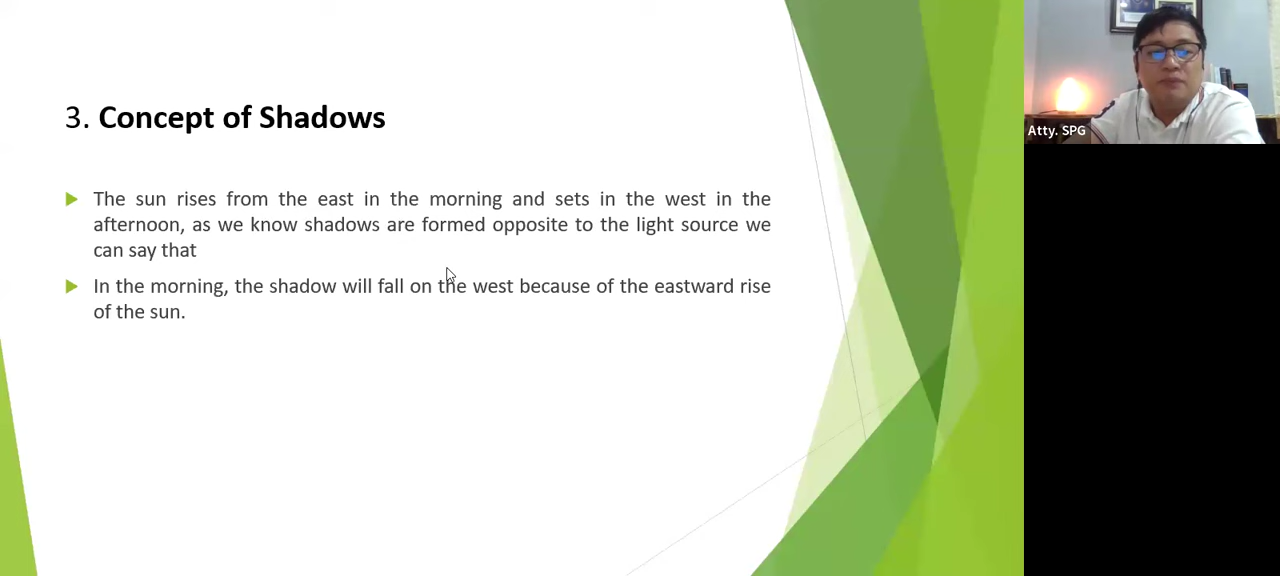 3. Concept of Shadows
The sun rises from the east in the morning and sets in the west in the
afternoon, as we know shadows are formed opposite to the light source we
can say that
In the morning, the shadow will fall on the west because of the eastward rise
of the sun.
Atty. SPG